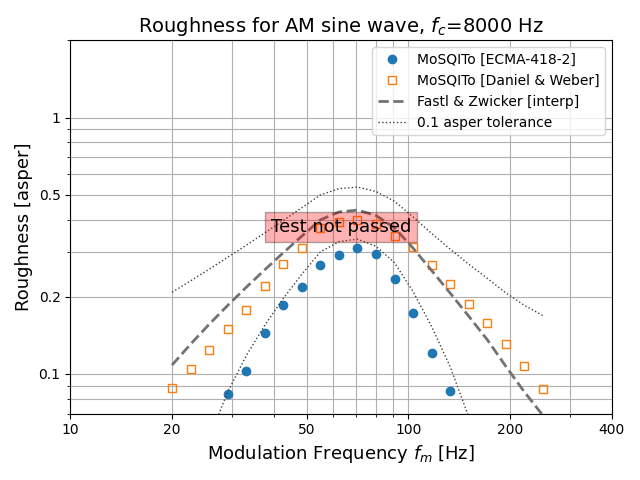 Roughness for AM sine wave, f_c=8000 Hz
MoSQITo [ECMA-418-2]
MoSQITo [Daniel & Weber]
Fastl & Zwicker [interp]
0.1 asper tolerance
Roughness [asper]
1
0.5
0.2
0.1
Test not passed
10 20 50 100 200 400
Modulation Frequency f_m [Hz]